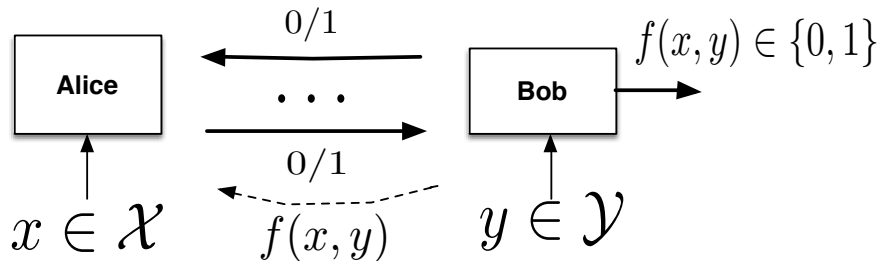 0/1
f(x, y) ∈ {0, 1}
Alice
. . .
Bob
0/1
x ∈ 𝒳
f(x, y)
y ∈ 𝒴